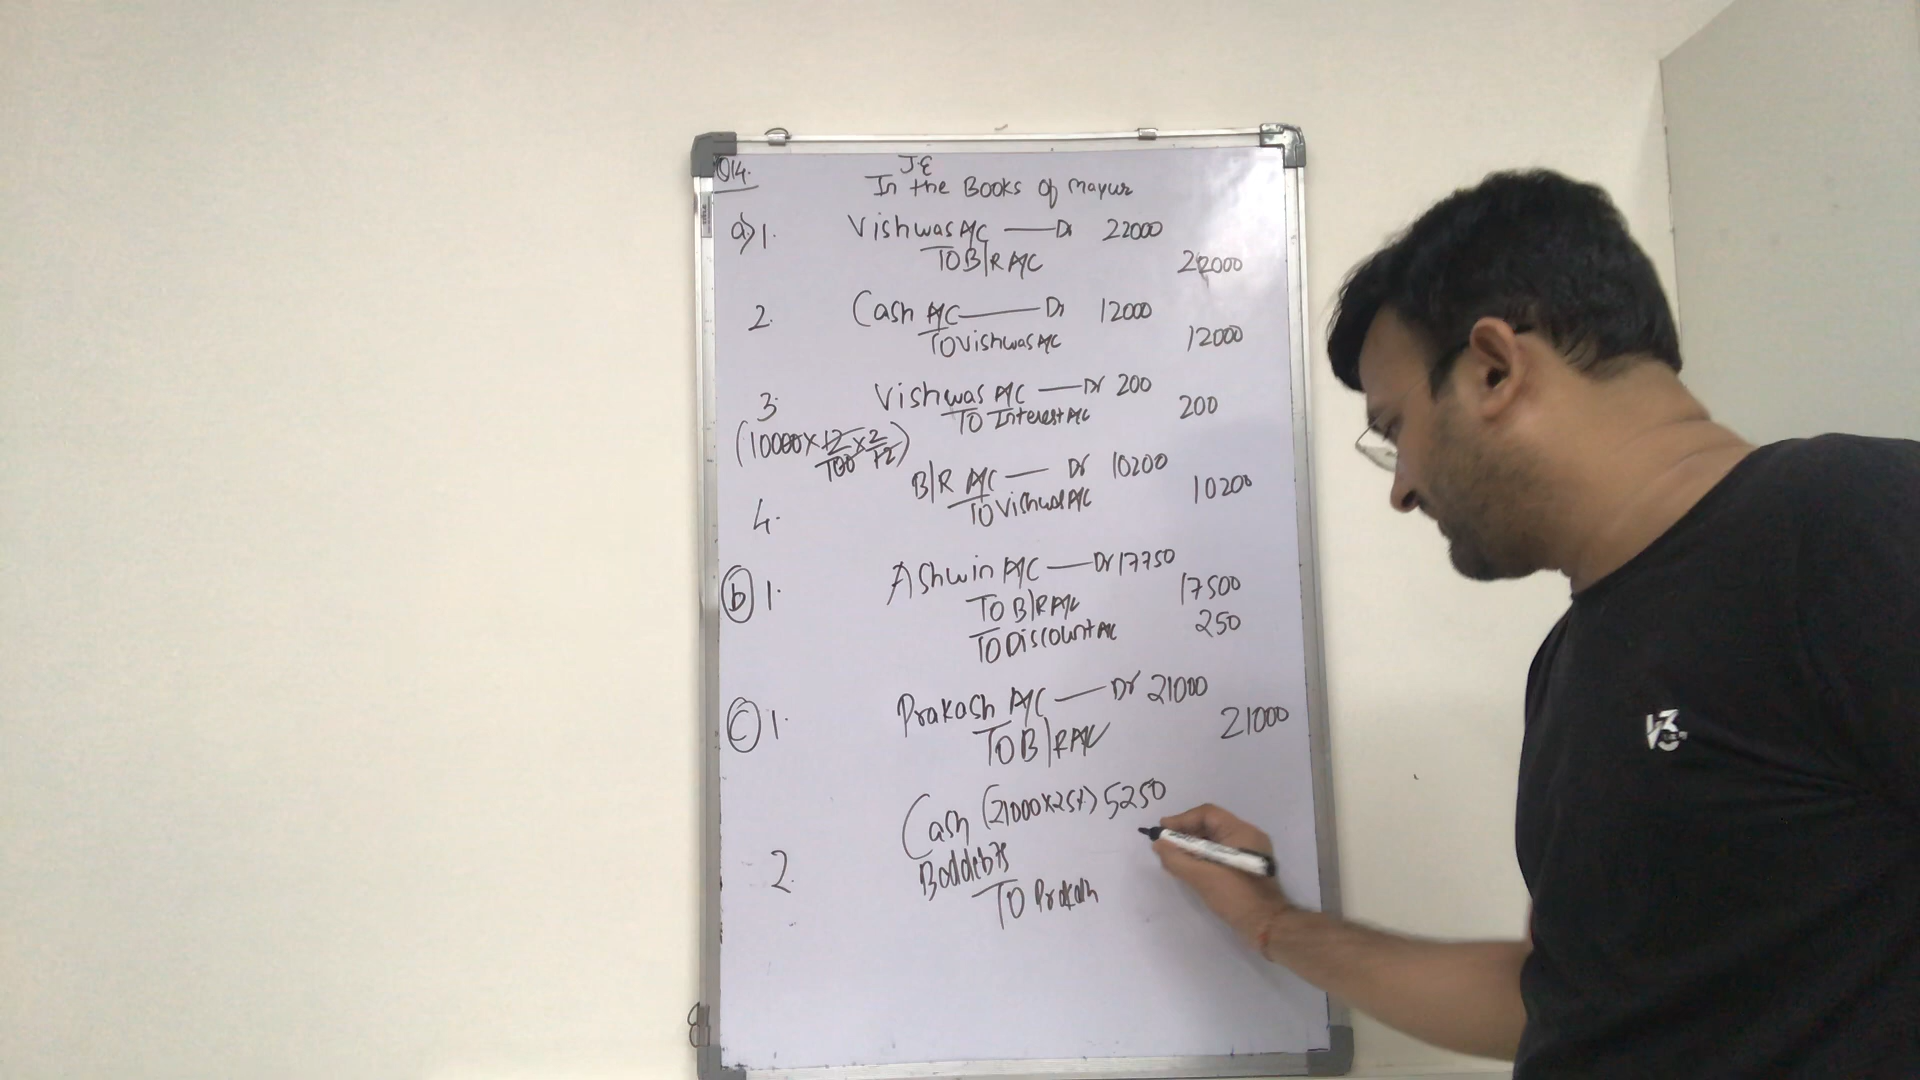 Q14. J.E
In the Books of Mayur
a) 1. Vishwas A/C — Dr 22000
TO B/R A/C 22000
2. Cash A/C — Dr 12000
TO Vishwas A/C 12000
3. Vishwas A/C — Dr 200
TO Interest A/C 200
(10000 × 12/100 × 2/12)
B/R A/C — Dr 10200
4. TO Vishwas A/C 10200
b 1. Ashwin A/C — Dr 17750
TO B/R A/C 17500
TO Discount A/C 250
c 1. Prakash A/C — Dr 21000
TO B/R A/C 21000
Cash (21000×25%) 5250
2. Baddebts
TO Prakash